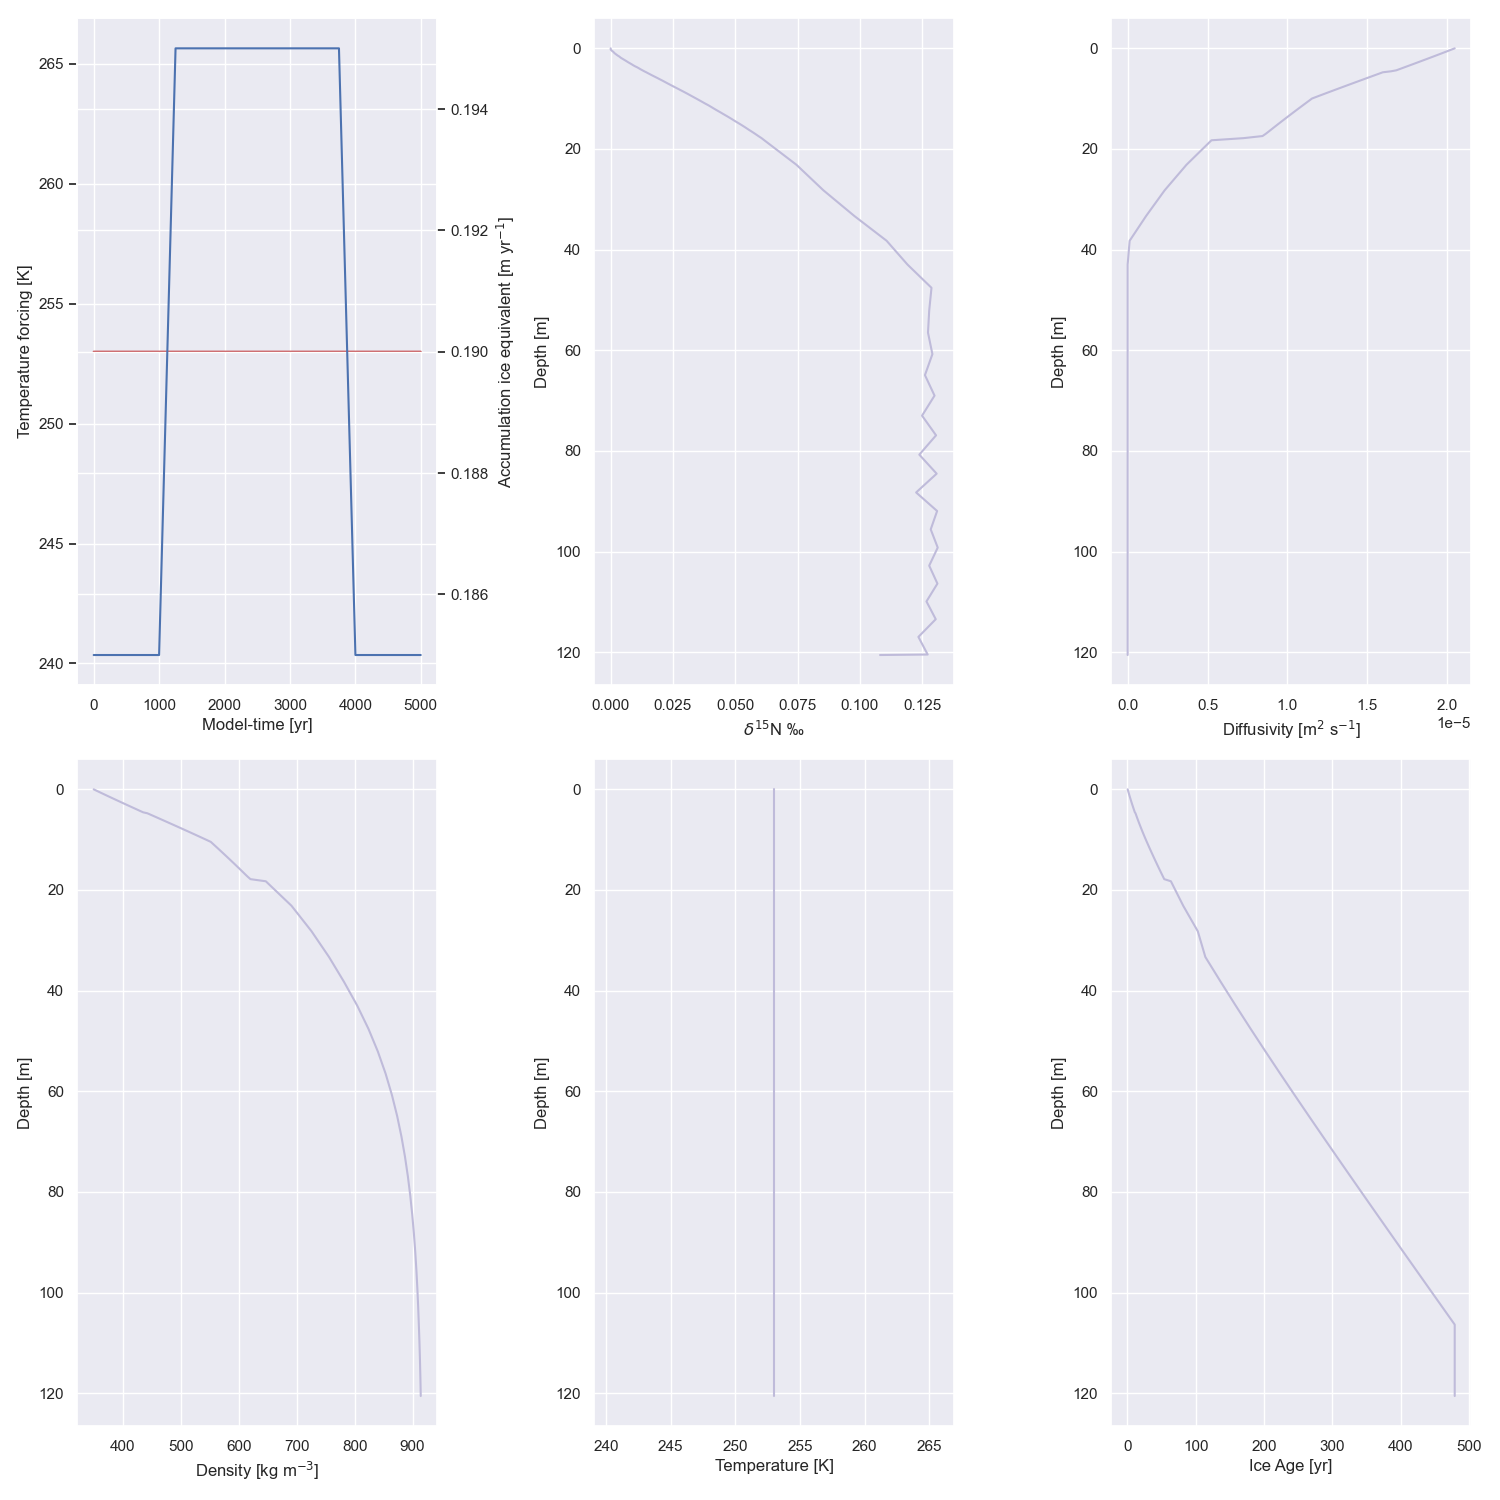 265
260
255
250
245
240
Temperature forcing [K]
0.194
0.192
0.190
0.188
0.186
Accumulation ice equivalent [m yr⁻¹]
0 1000 2000 3000 4000 5000
Model-time [yr]
0
20
40
60
80
100
120
Depth [m]
0.000 0.025 0.050 0.075 0.100 0.125
δ¹⁵N ‰
0
20
40
60
80
100
120
Depth [m]
0.0 0.5 1.0 1.5 2.0
1e−5
Diffusivity [m² s⁻¹]
0
20
40
60
80
100
120
Depth [m]
400 500 600 700 800 900
Density [kg m⁻³]
0
20
40
60
80
100
120
Depth [m]
240 245 250 255 260 265
Temperature [K]
0
20
40
60
80
100
120
Depth [m]
0 100 200 300 400 500
Ice Age [yr]